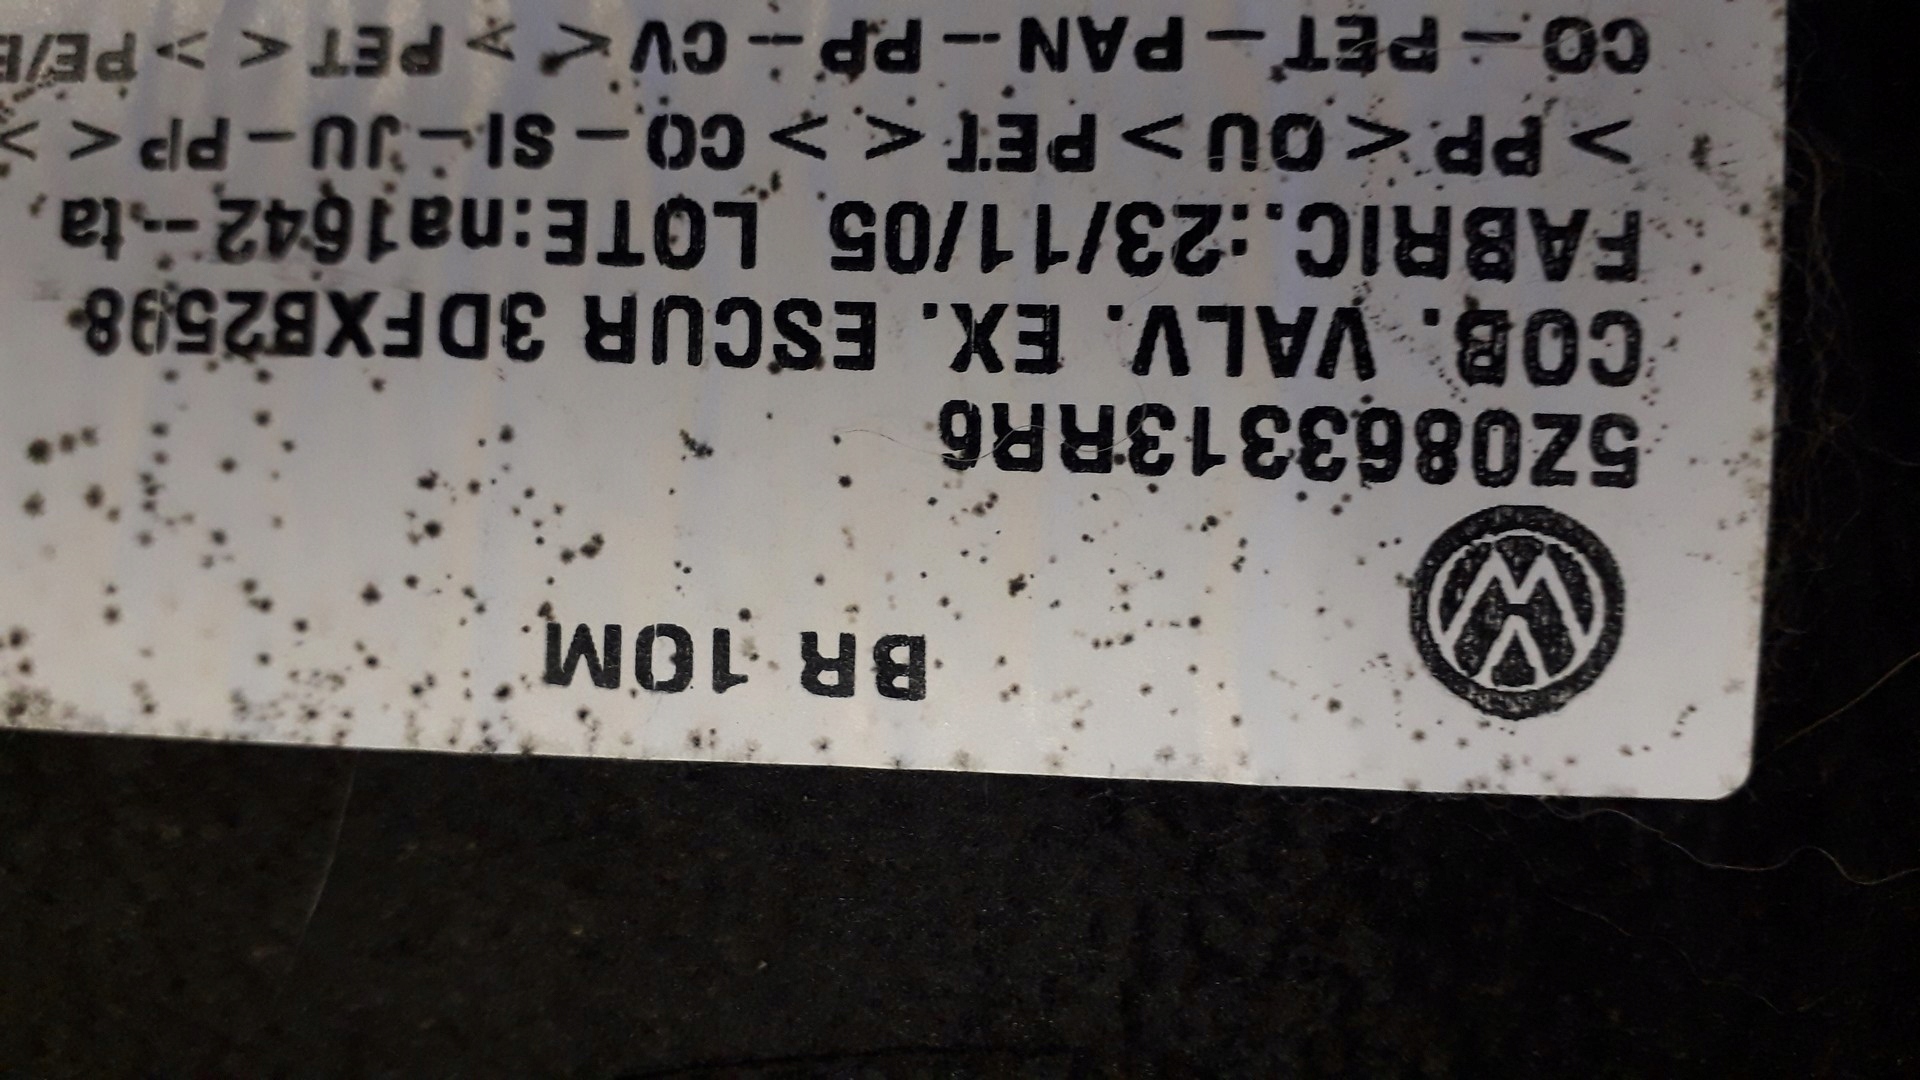 BR 10M
5Z0863313RR6
COB. VALV. EX. ESCUR 3DFXB2598
FABRIC.:23/11/05 LOTE:na1642--ta
> PP < OU > PET < > CO - SI - JU - PP < >
CO - PET - PAN -- PP -- CV < > PET < > PE/